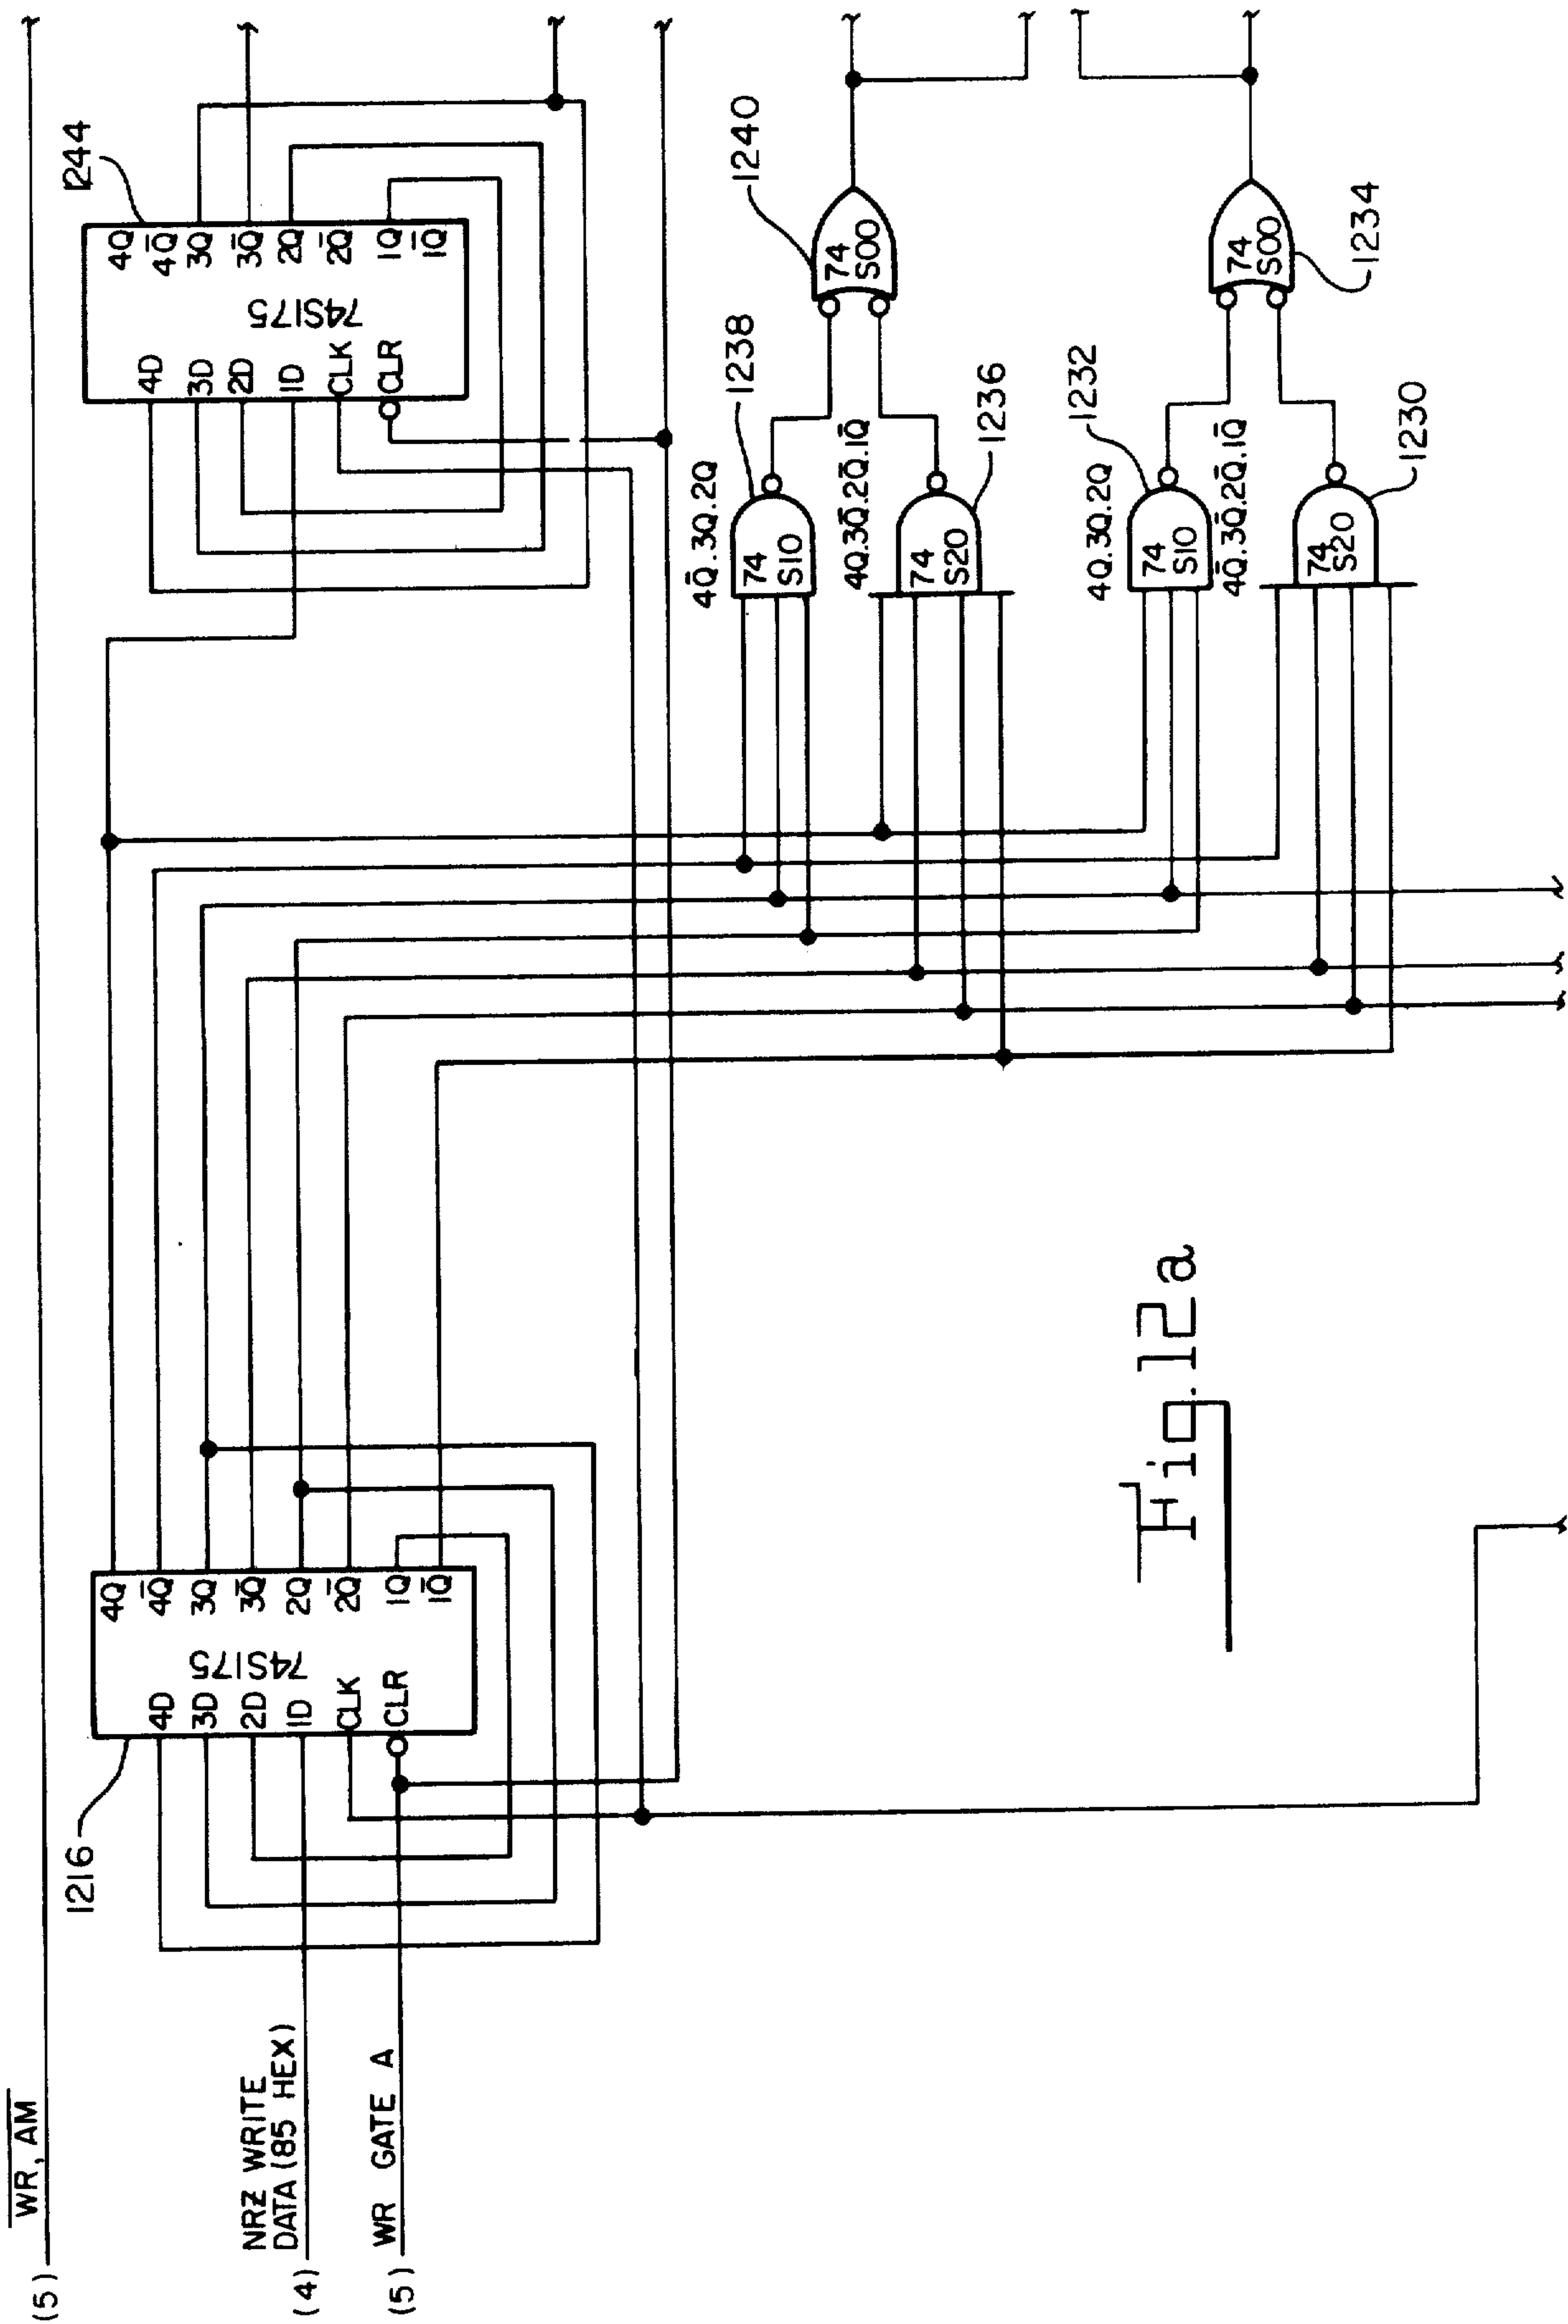 (5) W̅R̅,̅ ̅A̅M̅
NRZ WRITE
DATA (85 HEX)
(4)
(5) WR GATE A
1216
4D
3D
2D
1D
CLK
CLR
74S175
4Q
4Q̅
3Q
3Q̅
2Q
2Q̅
1Q
1Q̅
1244
4D
3D
2D
1D
CLK
CLR
74S175
4Q
4Q̅
3Q
3Q̅
2Q
2Q̅
1Q
1Q̅
4Q̅.3Q.2Q
74
S10
1238
4Q.3Q̅.2Q̅.1Q̅
74
S20
1236
74
S00
1240
4Q.3Q.2Q
74
S10
1232
4Q̅.3Q̅.2Q̅.1Q̅
74
S20
1230
74
S00
1234
Fig. 12a